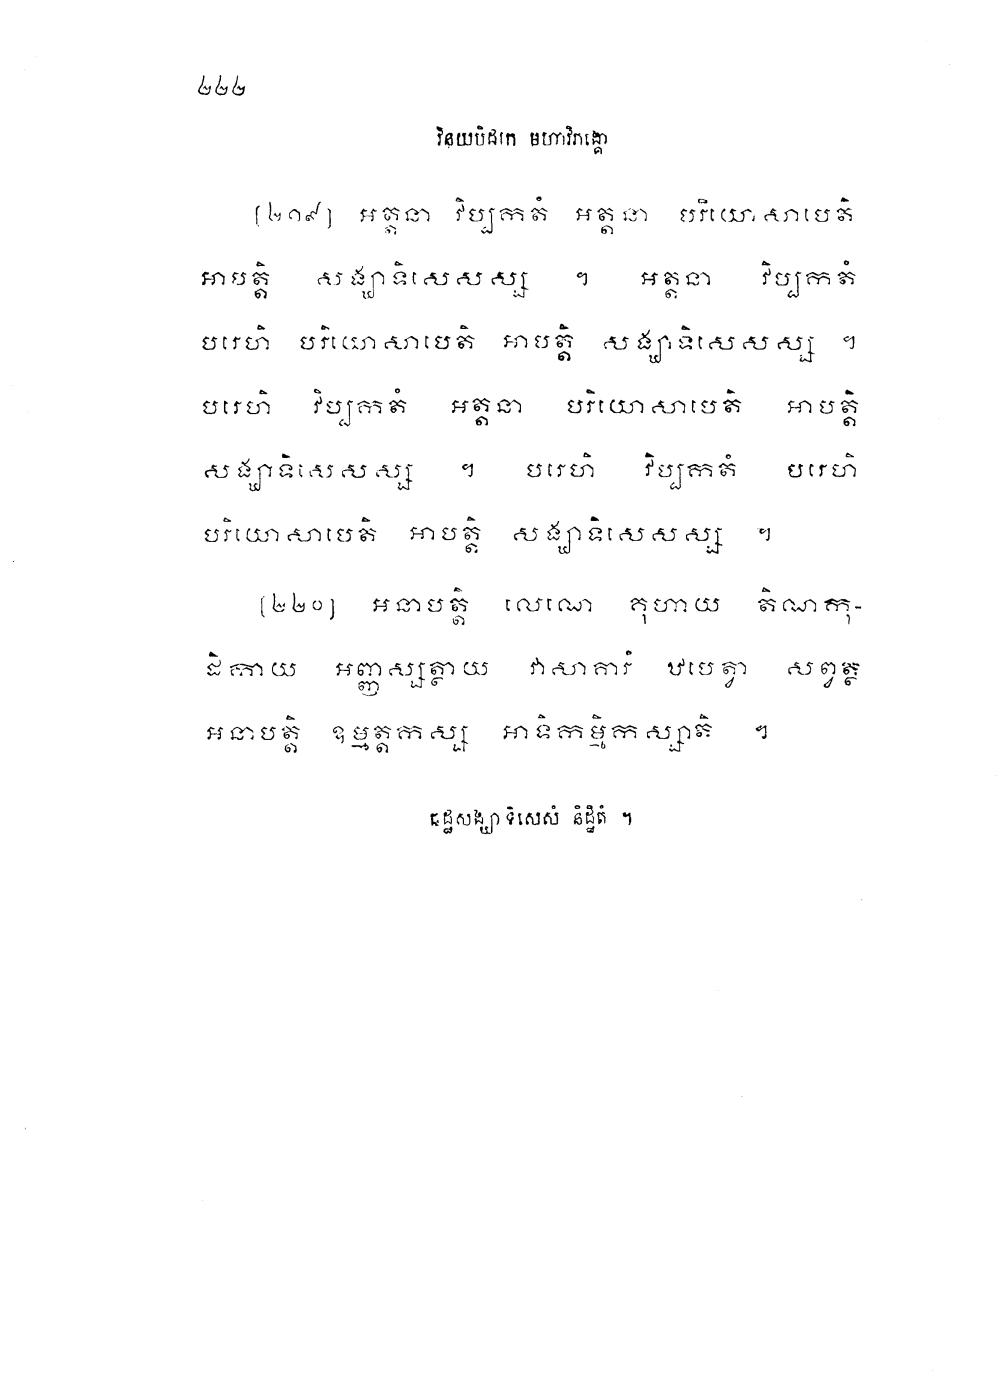 ២២២
វិនយបិដកេ មហាវិភង្គោ
(២១៩) អត្តនា វិប្បកតំ អត្តនា បរិយោសាបេតិ
អាបត្តិ សង្ឃាទិសេសស្ស ។ អត្តនា វិប្បកតំ
បរេហិ បរិយោសាបេតិ អាបត្តិ សង្ឃាទិសេសស្ស ។
បរេហិ វិប្បកតំ អត្តនា បរិយោសាបេតិ អាបត្តិ
សង្ឃាទិសេសស្ស ។ បរេហិ វិប្បកតំ បរេហិ
បរិយោសាបេតិ អាបត្តិ សង្ឃាទិសេសស្ស ។
(២២០) អនាបត្តិ លេណេ គុហាយ តិណកុ-
ដិកាយ អញ្ញស្សត្ថាយ វាសាគារំ ឋបេត្វា សព្វត្ថ
អនាបត្តិ ឧម្មត្តកស្ស អាទិកម្មិកស្សាតិ ។
ឆដ្ឋសង្ឃាទិសេសំ និដ្ឋិតំ ។